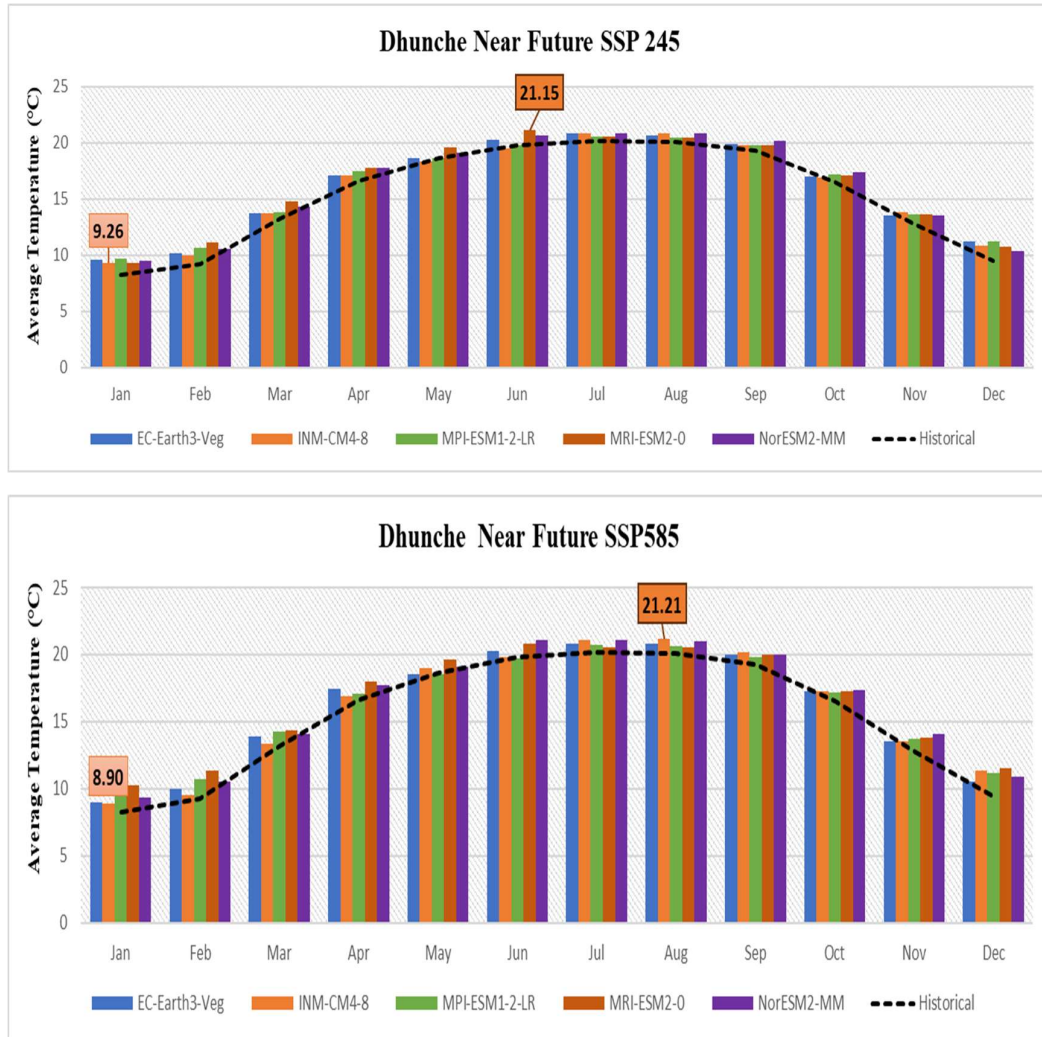 Dhunche Near Future SSP 245
Average Temperature (°C)
25
20
15
10
5
0
9.26
21.15
Jan Feb Mar Apr May Jun Jul Aug Sep Oct Nov Dec
EC-Earth3-Veg INM-CM4-8 MPI-ESM1-2-LR MRI-ESM2-0 NorESM2-MM Historical
Dhunche Near Future SSP585
Average Temperature (°C)
25
20
15
10
5
0
8.90
21.21
Jan Feb Mar Apr May Jun Jul Aug Sep Oct Nov Dec
EC-Earth3-Veg INM-CM4-8 MPI-ESM1-2-LR MRI-ESM2-0 NorESM2-MM Historical